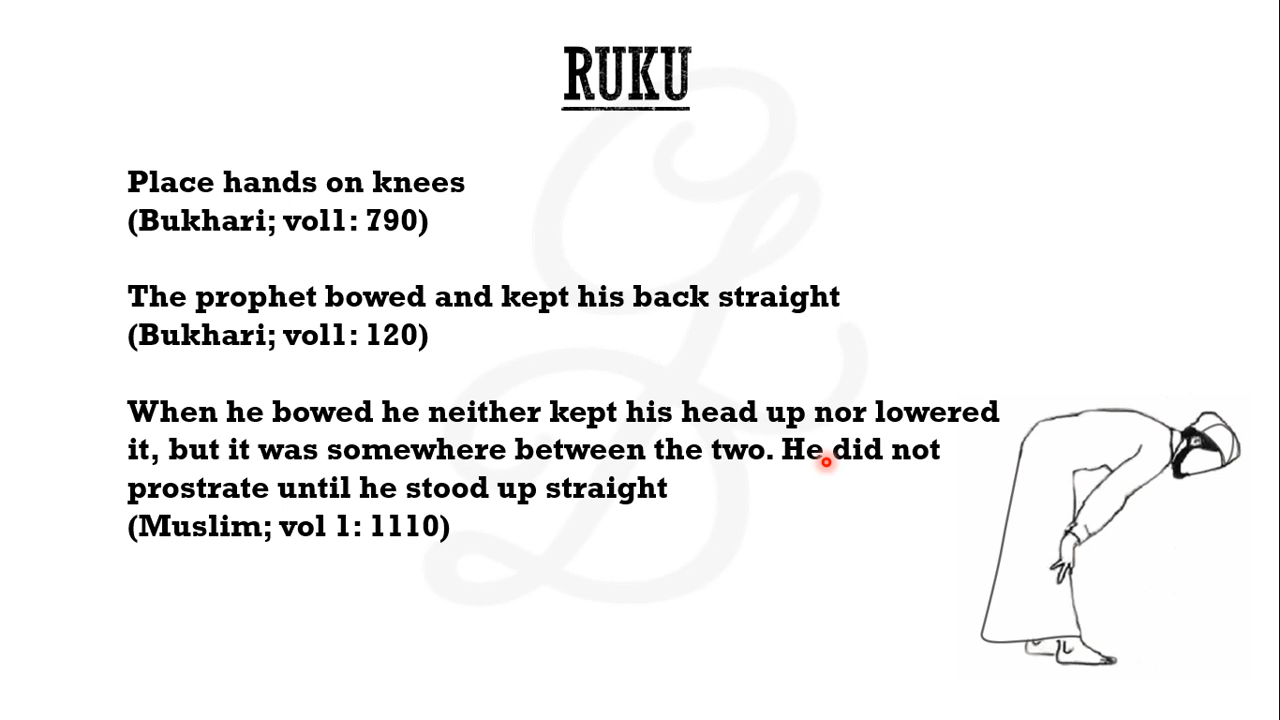 RUKU
Place hands on knees
(Bukhari; vol1: 790)
The prophet bowed and kept his back straight
(Bukhari; vol1: 120)
When he bowed he neither kept his head up nor lowered
it, but it was somewhere between the two. He did not
prostrate until he stood up straight
(Muslim; vol 1: 1110)